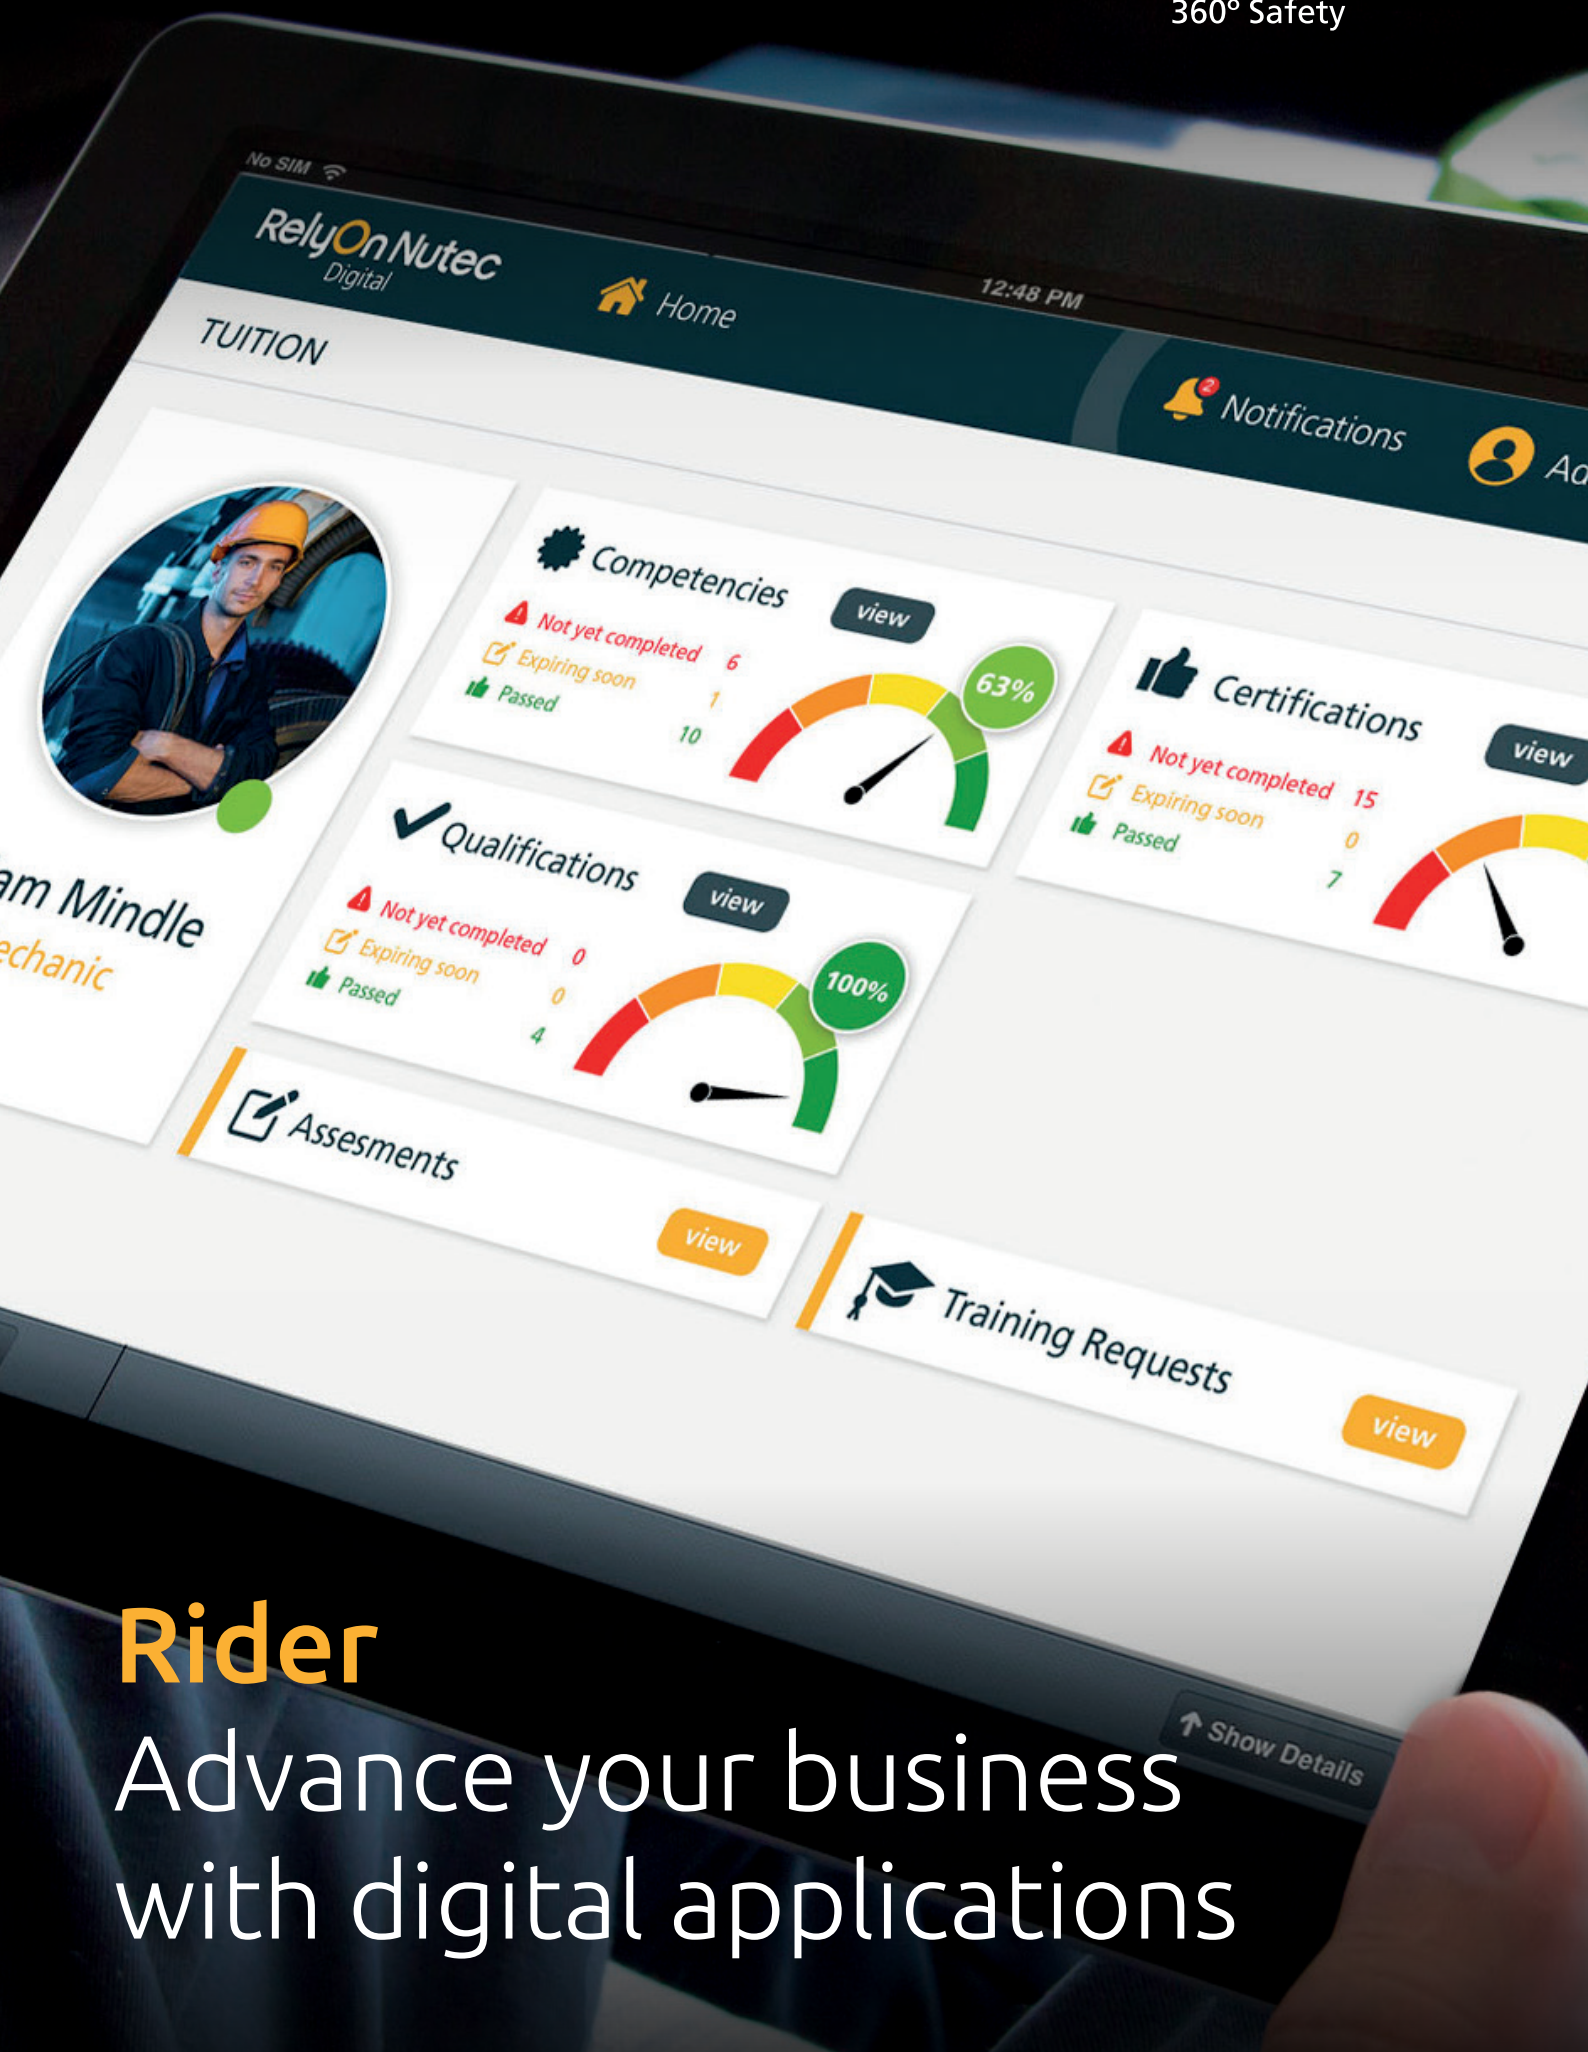 360º Safety
No SIM
12:48 PM
RelyOn Nutec
Digital
Home
Notifications
TUITION
Mindle
Competencies
view
Not yet completed 6
Expiring soon 1
Passed 10
63%
Certifications
view
Not yet completed 15
Expiring soon 0
Passed 7
Qualifications
view
Not yet completed 0
Expiring soon 0
Passed 4
100%
Assesments
view
Training Requests
view
Show Details
Rider
Advance your business
with digital applications